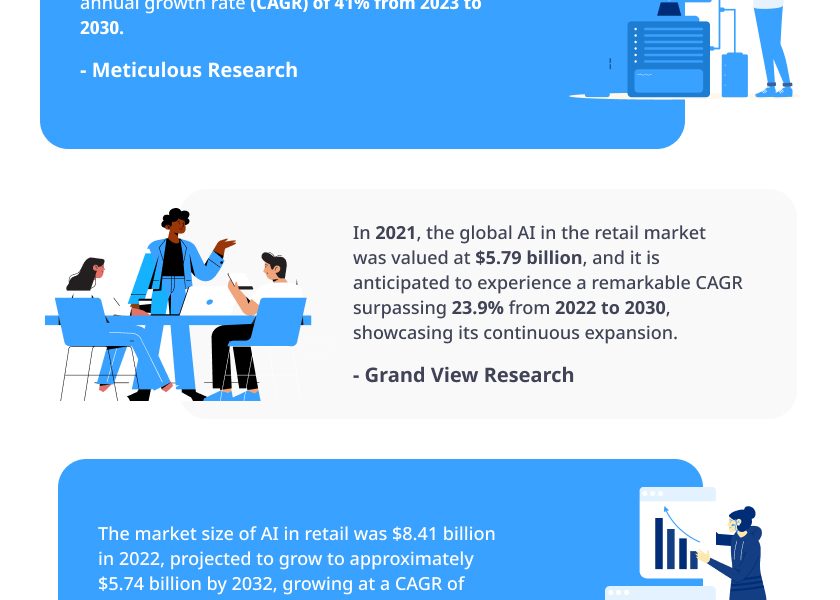 annual growth rate (CAGR) of 41% from 2023 to
2030.
- Meticulous Research
In 2021, the global AI in the retail market
was valued at $5.79 billion, and it is
anticipated to experience a remarkable CAGR
surpassing 23.9% from 2022 to 2030,
showcasing its continuous expansion.
- Grand View Research
The market size of AI in retail was $8.41 billion
in 2022, projected to grow to approximately
$5.74 billion by 2032, growing at a CAGR of